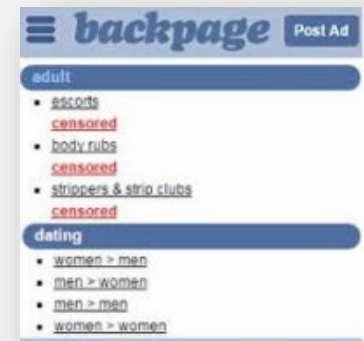 backpage Post Ad
adult
escorts
censored
body rubs
censored
strippers & strip clubs
censored
dating
women > men
men > women
men > men
women > women